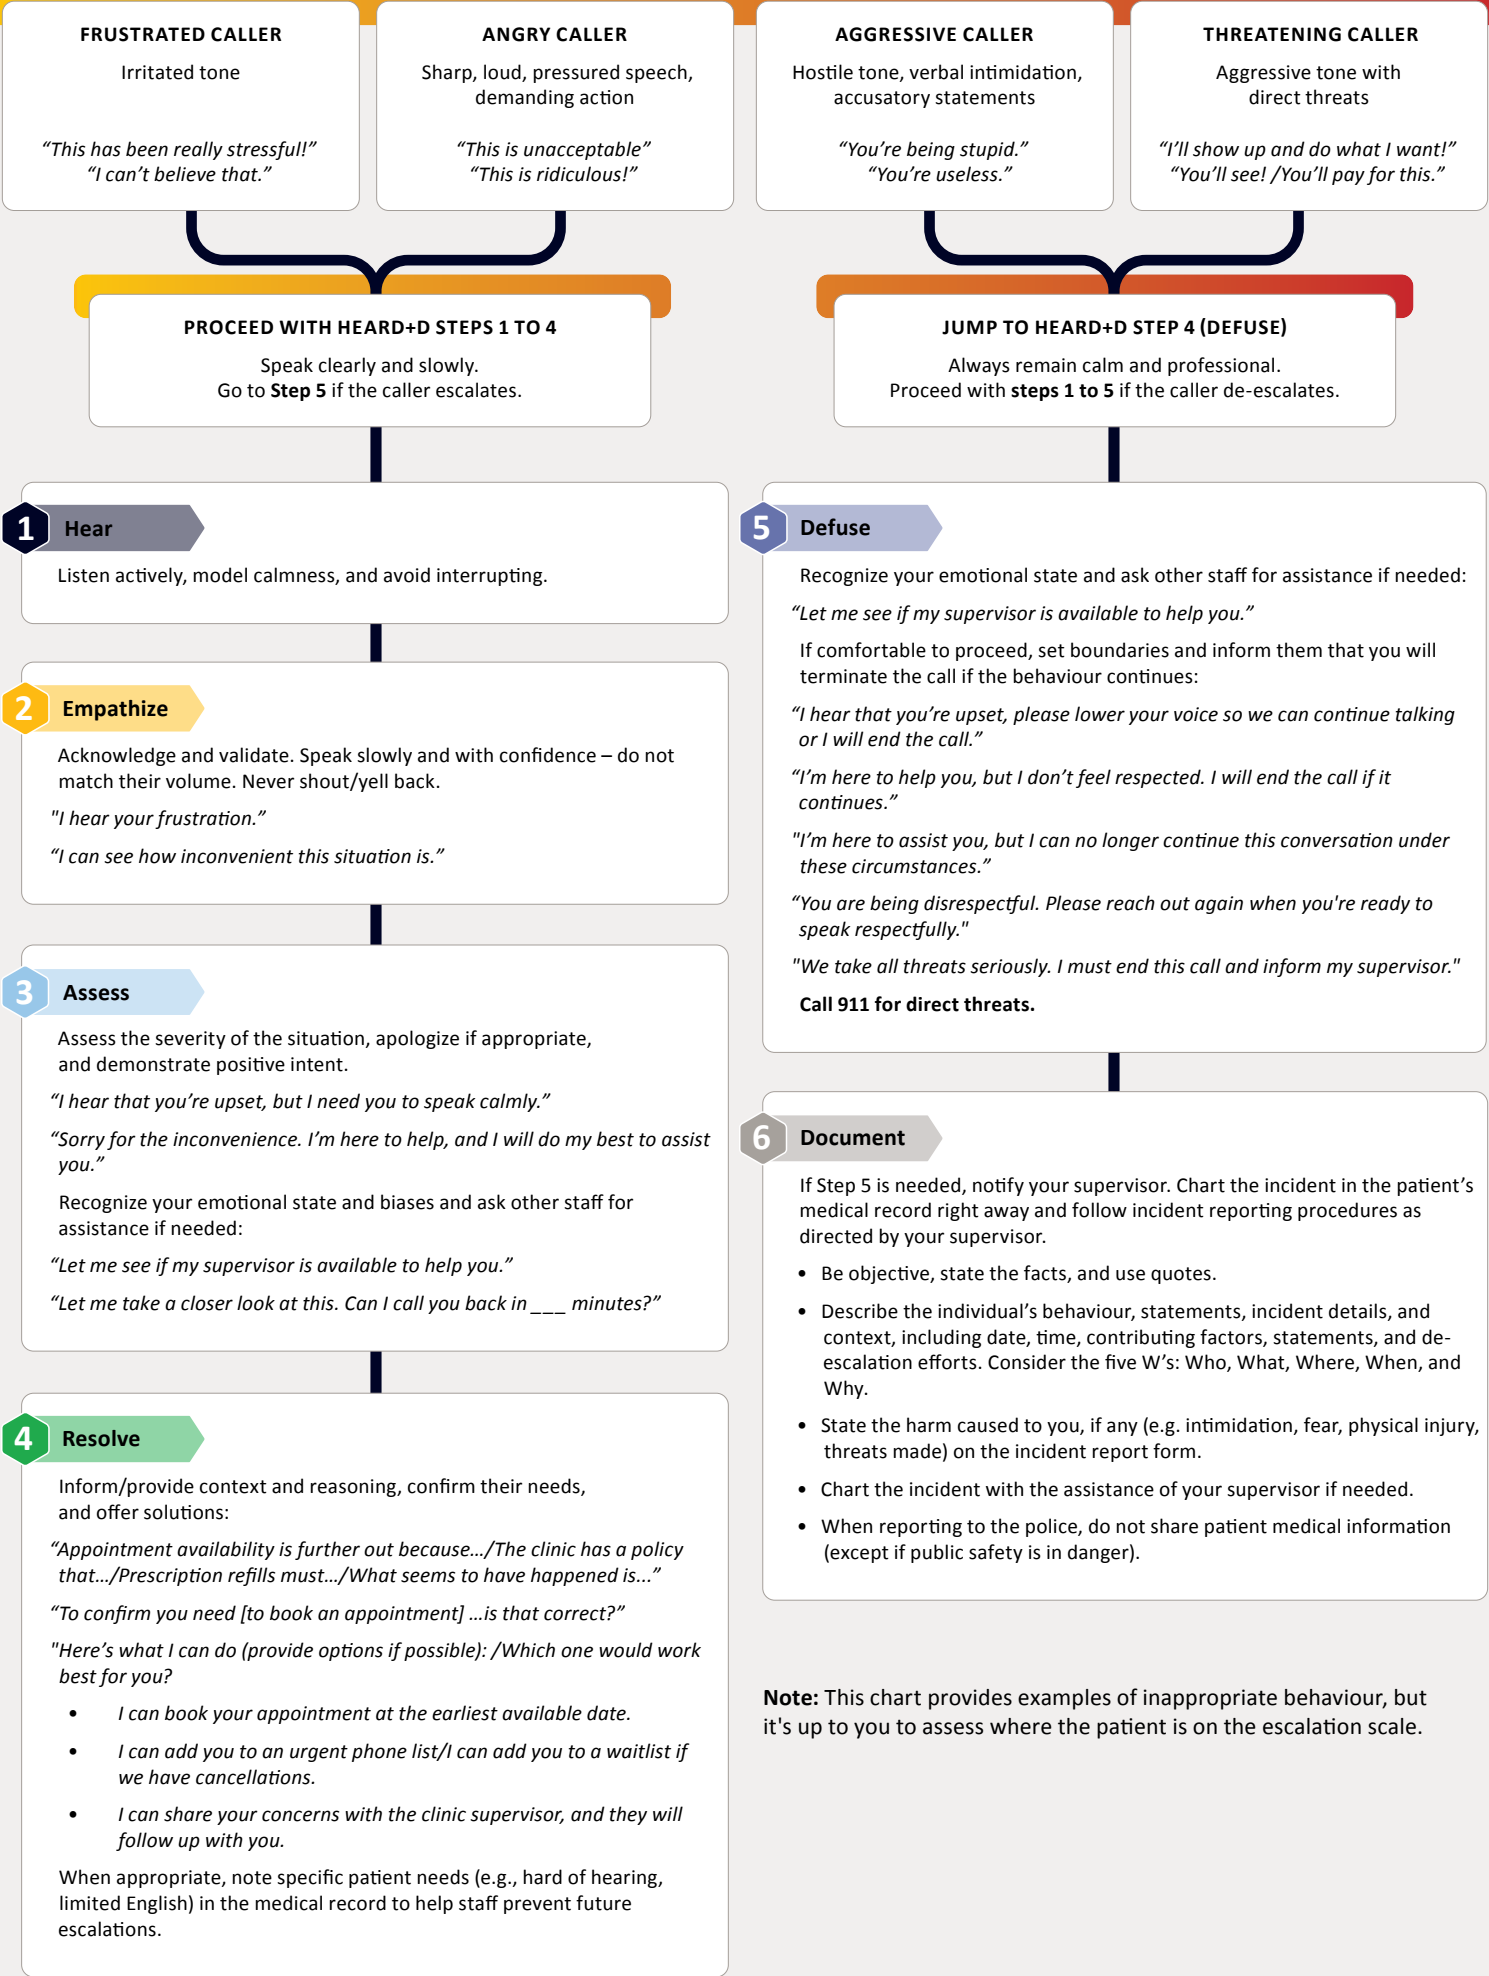 FRUSTRATED CALLER
Irritated tone
“This has been really stressful!”
“I can’t believe that.”
ANGRY CALLER
Sharp, loud, pressured speech,
demanding action
“This is unacceptable”
“This is ridiculous!”
AGGRESSIVE CALLER
Hostile tone, verbal intimidation,
accusatory statements
“You’re being stupid.”
“You’re useless.”
THREATENING CALLER
Aggressive tone with
direct threats
“I’ll show up and do what I want!”
“You’ll see! /You’ll pay for this.”
PROCEED WITH HEARD+D STEPS 1 TO 4
Speak clearly and slowly.
Go to Step 5 if the caller escalates.
JUMP TO HEARD+D STEP 4 (DEFUSE)
Always remain calm and professional.
Proceed with steps 1 to 5 if the caller de-escalates.
1 Hear
Listen actively, model calmness, and avoid interrupting.
2 Empathize
Acknowledge and validate. Speak slowly and with confidence – do not
match their volume. Never shout/yell back.
"I hear your frustration.”
“I can see how inconvenient this situation is.”
3 Assess
Assess the severity of the situation, apologize if appropriate,
and demonstrate positive intent.
“I hear that you’re upset, but I need you to speak calmly.”
“Sorry for the inconvenience. I’m here to help, and I will do my best to assist
you.”
Recognize your emotional state and biases and ask other staff for
assistance if needed:
“Let me see if my supervisor is available to help you.”
“Let me take a closer look at this. Can I call you back in ___ minutes?”
4 Resolve
Inform/provide context and reasoning, confirm their needs,
and offer solutions:
“Appointment availability is further out because.../The clinic has a policy
that.../Prescription refills must.../What seems to have happened is...”
“To confirm you need [to book an appointment] ...is that correct?”
"Here’s what I can do (provide options if possible): /Which one would work
best for you?
• I can book your appointment at the earliest available date.
• I can add you to an urgent phone list/I can add you to a waitlist if
we have cancellations.
• I can share your concerns with the clinic supervisor, and they will
follow up with you.
When appropriate, note specific patient needs (e.g., hard of hearing,
limited English) in the medical record to help staff prevent future
escalations.
5 Defuse
Recognize your emotional state and ask other staff for assistance if needed:
“Let me see if my supervisor is available to help you.”
If comfortable to proceed, set boundaries and inform them that you will
terminate the call if the behaviour continues:
“I hear that you’re upset, please lower your voice so we can continue talking
or I will end the call.”
“I’m here to help you, but I don’t feel respected. I will end the call if it
continues.”
"I’m here to assist you, but I can no longer continue this conversation under
these circumstances.”
“You are being disrespectful. Please reach out again when you're ready to
speak respectfully."
"We take all threats seriously. I must end this call and inform my supervisor."
Call 911 for direct threats.
6 Document
If Step 5 is needed, notify your supervisor. Chart the incident in the patient’s
medical record right away and follow incident reporting procedures as
directed by your supervisor.
• Be objective, state the facts, and use quotes.
• Describe the individual’s behaviour, statements, incident details, and
context, including date, time, contributing factors, statements, and de-
escalation efforts. Consider the five W’s: Who, What, Where, When, and
Why.
• State the harm caused to you, if any (e.g. intimidation, fear, physical injury,
threats made) on the incident report form.
• Chart the incident with the assistance of your supervisor if needed.
• When reporting to the police, do not share patient medical information
(except if public safety is in danger).
Note: This chart provides examples of inappropriate behaviour, but
it's up to you to assess where the patient is on the escalation scale.